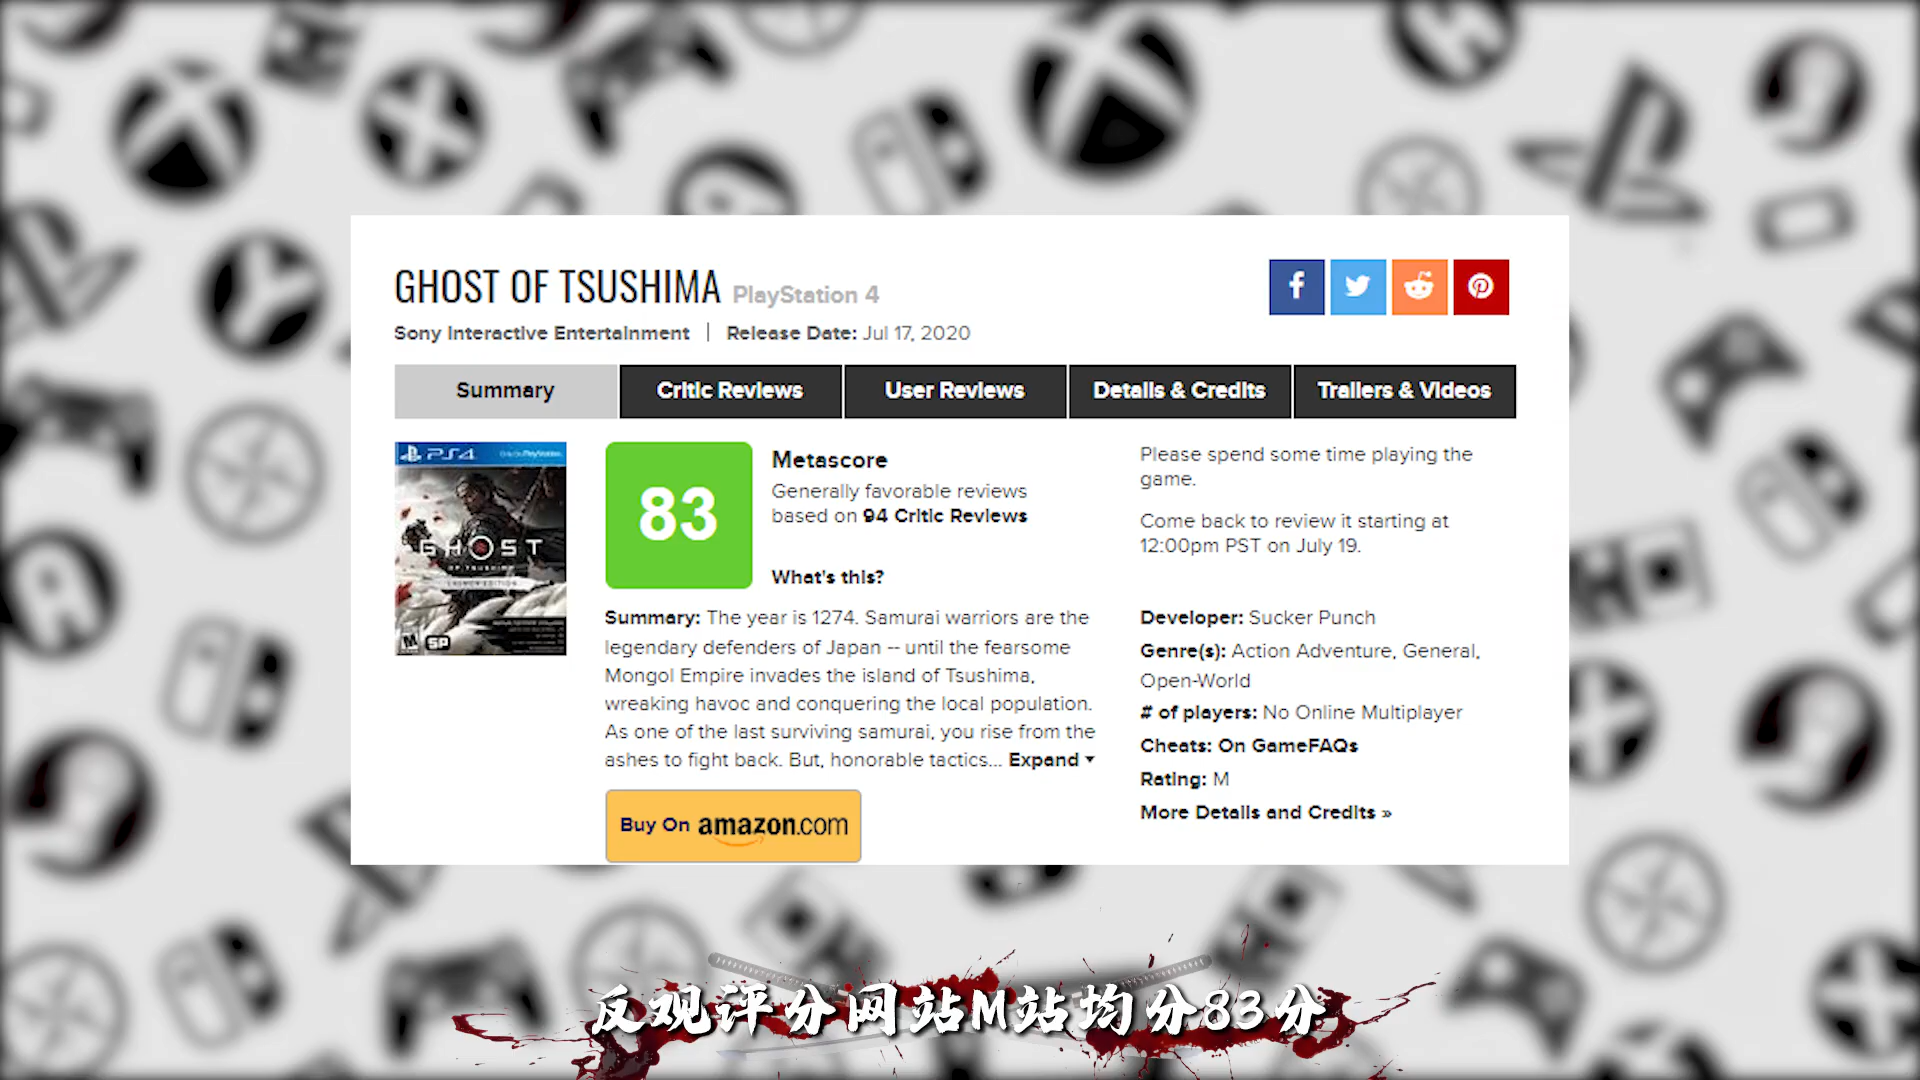 GHOST OF TSUSHIMA PlayStation 4
Sony Interactive Entertainment | Release Date: Jul 17, 2020
Summary
Critic Reviews
User Reviews
Details & Credits
Trailers & Videos
PS4
GHOST
OF TSUSHIMA
M SP
83
Metascore
Generally favorable reviews
based on 94 Critic Reviews
What's this?
Please spend some time playing the
game.
Come back to review it starting at
12:00pm PST on July 19.
Summary: The year is 1274. Samurai warriors are the
legendary defenders of Japan -- until the fearsome
Mongol Empire invades the island of Tsushima,
wreaking havoc and conquering the local population.
As one of the last surviving samurai, you rise from the
ashes to fight back. But, honorable tactics... Expand
Buy On amazon.com
Developer: Sucker Punch
Genre(s): Action Adventure, General,
Open-World
# of players: No Online Multiplayer
Cheats: On GameFAQs
Rating: M
More Details and Credits »
反观评分网站M站均分83分